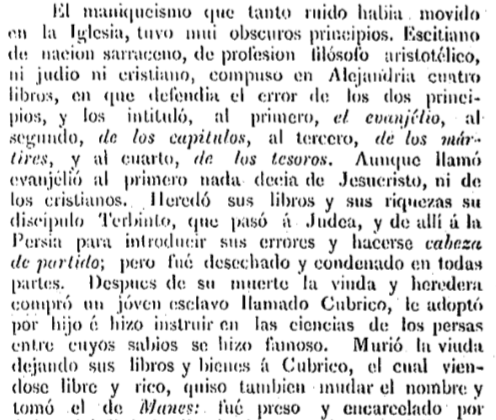 El maniqueismo que tanto ruido habia movido
en la Iglesia, tuvo mui obscuros principios. Escitiano
de nacion sarraceno, de profesion filósofo aristotélico,
ni judio ni cristiano, compuso en Alejandria cuatro
libros, en que defendia el error de los dos princi-
pios, y los intituló, al primero, el evanjélio, al
segundo, de los capitulos, al tercero, de los már-
tires, y al cuarto, de los tesoros. Aunque llamó
evanjélio al primero nada decia de Jesucristo, ni de
los cristianos. Heredó sus libros y sus riquezas su
discipulo Terbinto, que pasó á Judea, y de allí á la
Persia para introducir sus errores y hacerse cabeza
de partido; pero fué desechado y condenado en todas
partes. Despues de su muerte la viuda y heredera
compró un jóven esclavo llamado Cubrico, le adoptó
por hijo é hizo instruir en las ciencias de los persas
entre cuyos sabios se hizo famoso. Murió la viuda
dejando sus libros y bienes á Cubrico, el cual vien-
dose libre y rico, quiso tambien mudar el nombre y
tomó el de Manes: fué preso y encarcelado por